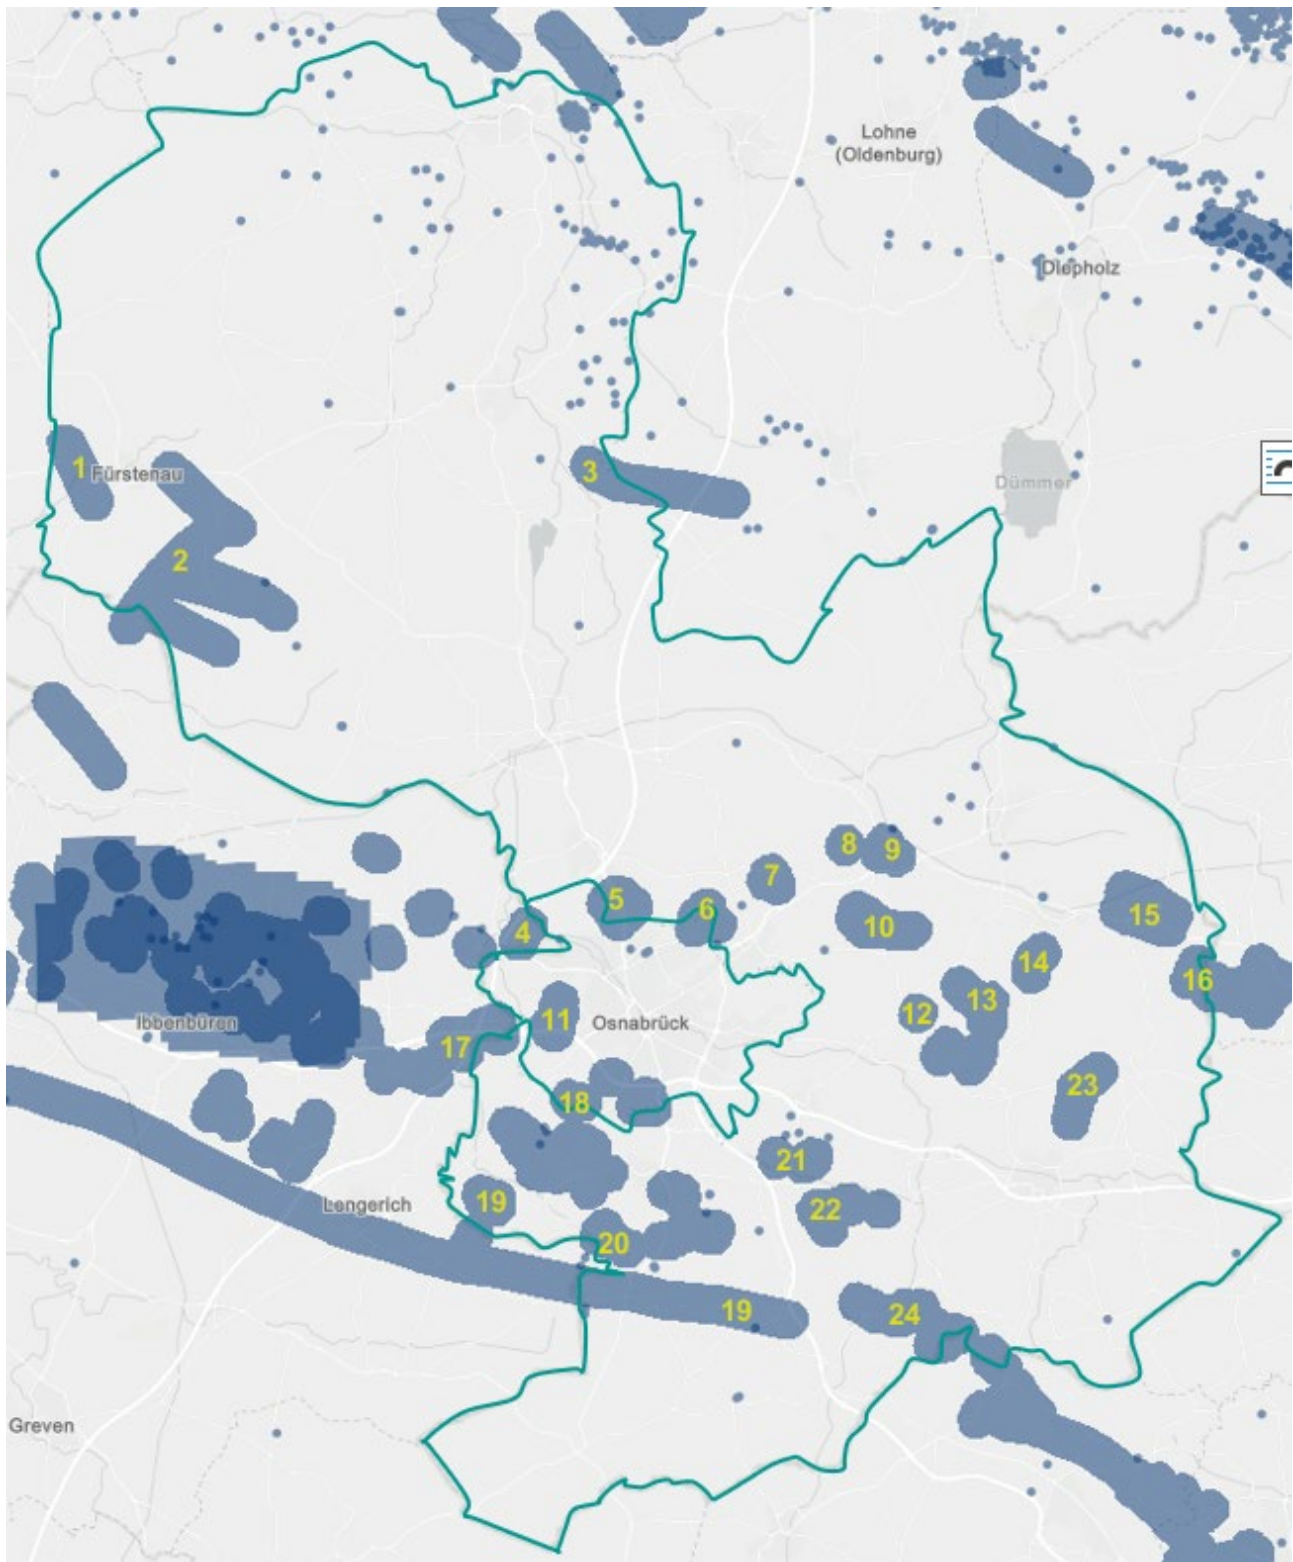 Lohne
(Oldenburg)
Diepholz
1
Fürstenau
3
Dümmer
2
8
9
7
5
6
15
10
4
14
16
13
12
11
Osnabrück
Ibbenbüren
17
23
18
21
19
Lengerich
22
20
19
24
Greven